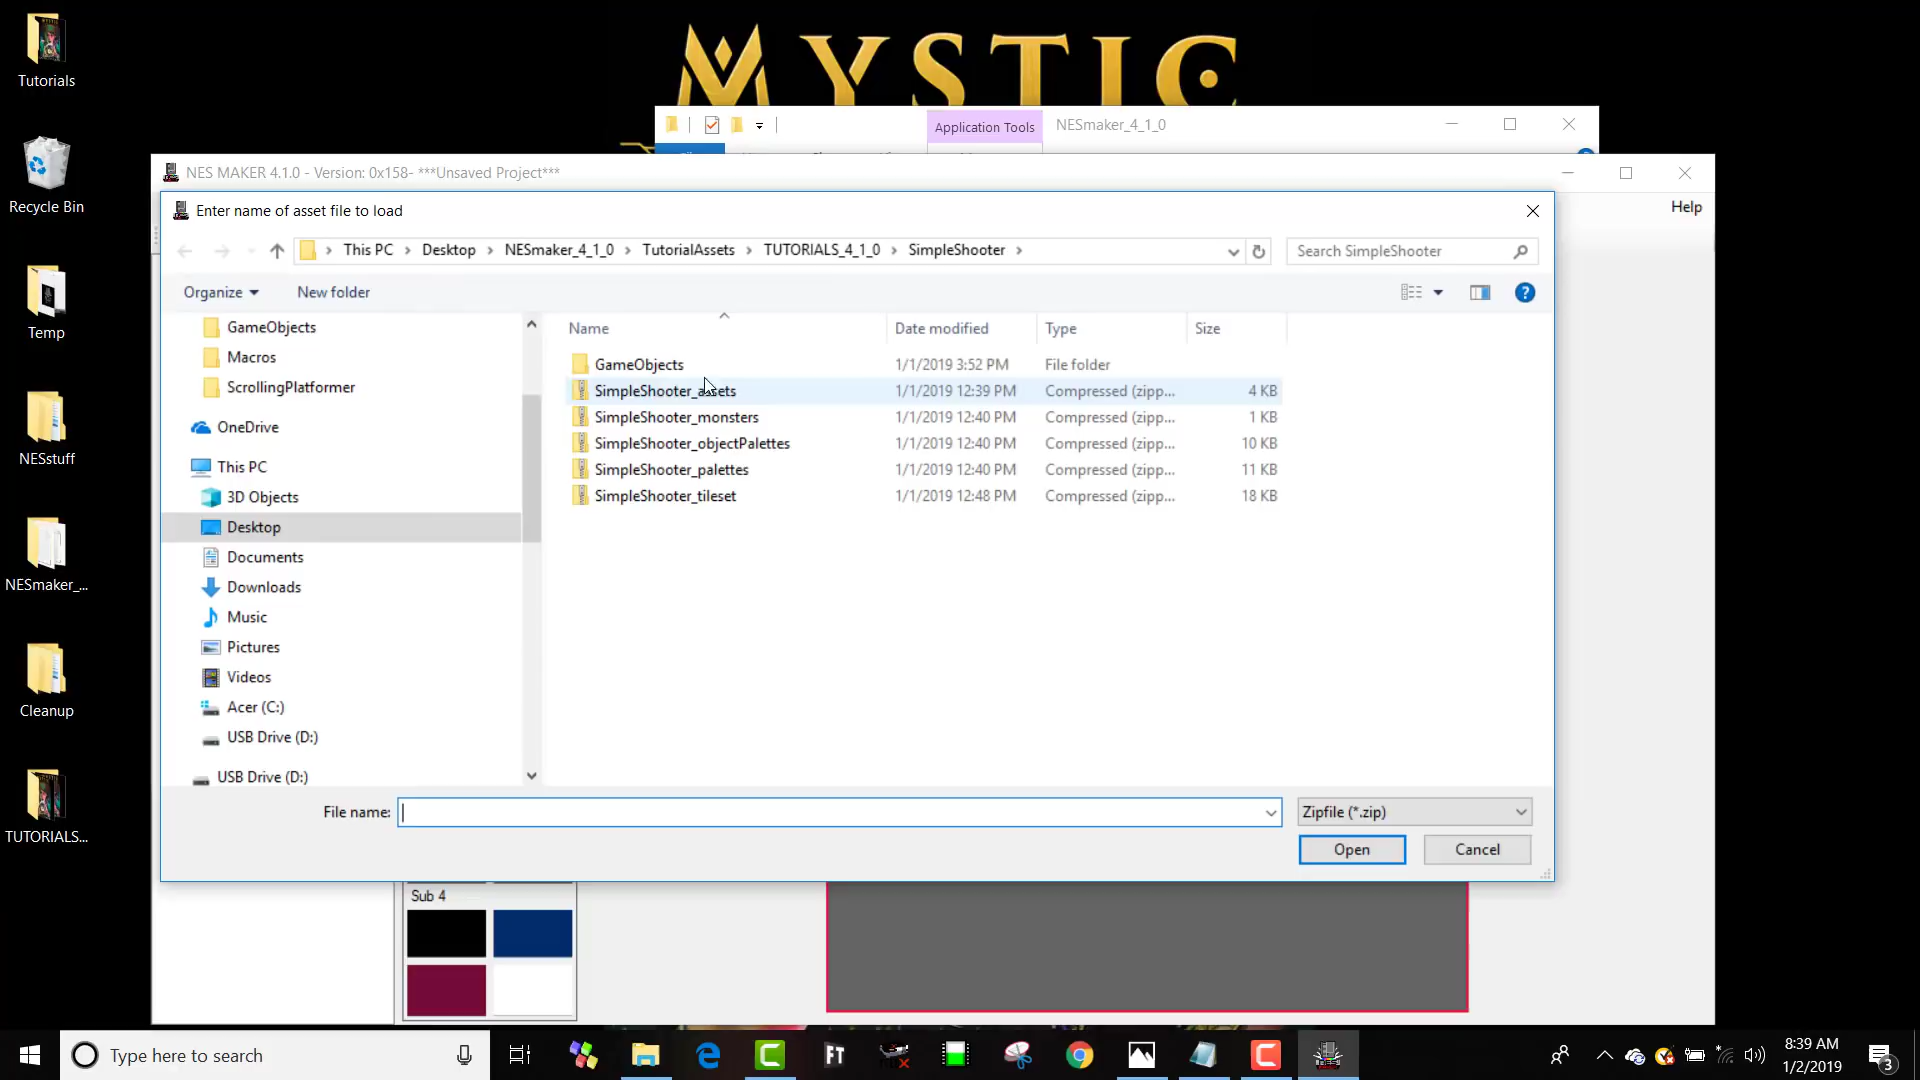 MYSTIC
Tutorials
Recycle Bin
Temp
NESstuff
NESmaker_...
Cleanup
TUTORIALS...
Application Tools
NESmaker_4_1_0
NES MAKER 4.1.0 - Version: 0x158- ***Unsaved Project***
Help
Enter name of asset file to load
This PC > Desktop > NESmaker_4_1_0 > TutorialAssets > TUTORIALS_4_1_0 > SimpleShooter >
Search SimpleShooter
Organize
New folder
GameObjects
Macros
ScrollingPlatformer
OneDrive
This PC
3D Objects
Desktop
Documents
Downloads
Music
Pictures
Videos
Acer (C:)
USB Drive (D:)
USB Drive (D:)
Name Date modified Type Size
GameObjects 1/1/2019 3:52 PM File folder
SimpleShooter_assets 1/1/2019 12:39 PM Compressed (zipp... 4 KB
SimpleShooter_monsters 1/1/2019 12:40 PM Compressed (zipp... 1 KB
SimpleShooter_objectPalettes 1/1/2019 12:40 PM Compressed (zipp... 10 KB
SimpleShooter_palettes 1/1/2019 12:40 PM Compressed (zipp... 11 KB
SimpleShooter_tileset 1/1/2019 12:48 PM Compressed (zipp... 18 KB
File name:
Zipfile (*.zip)
Open
Cancel
Sub 4
Type here to search
FT
8:39 AM
1/2/2019
3